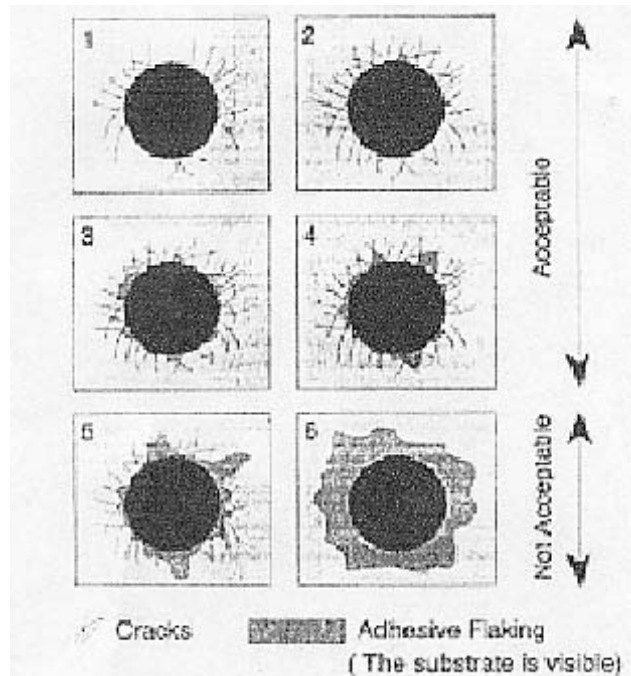 1
2
Acceptable
3
4
5
6
Not Acceptable
Cracks
Adhesive Flaking
( The substrate is visible)